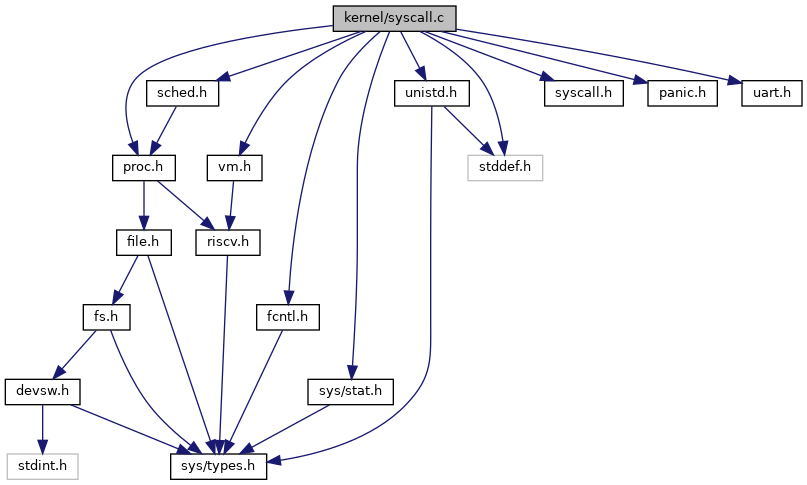 kernel/syscall.c
sched.h
unistd.h
syscall.h
panic.h
uart.h
proc.h
vm.h
stddef.h
file.h
riscv.h
fs.h
fcntl.h
devsw.h
sys/stat.h
stdint.h
sys/types.h